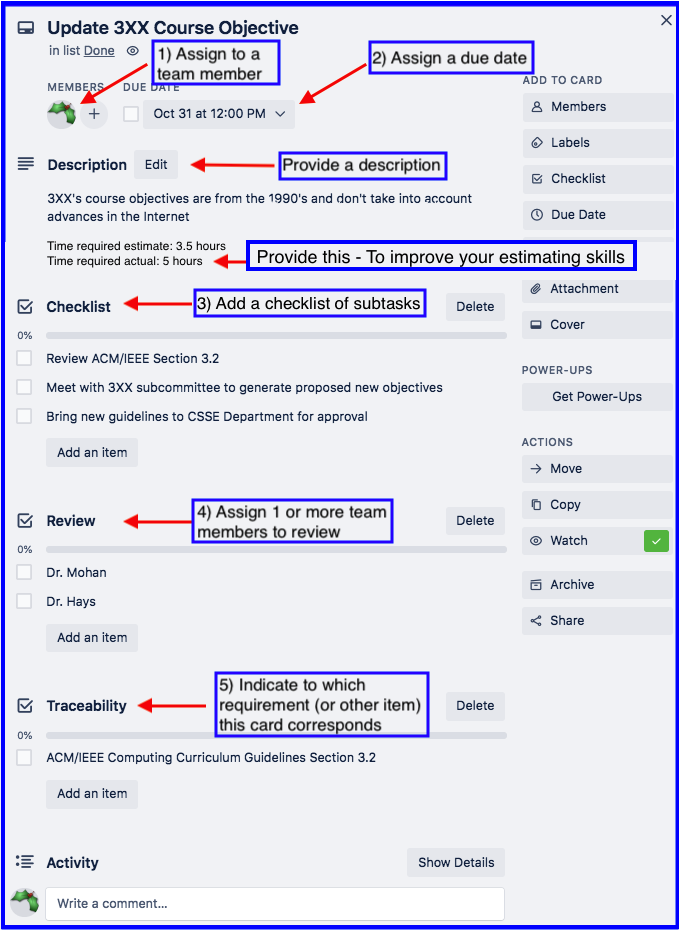 Update 3XX Course Objective
in list Done
1) Assign to a
team member
2) Assign a due date
MEMBERS
DUE DATE
Oct 31 at 12:00 PM
Description
Edit
Provide a description
3XX's course objectives are from the 1990's and don't take into account
advances in the Internet
Time required estimate: 3.5 hours
Time required actual: 5 hours
Provide this - To improve your estimating skills
Checklist
3) Add a checklist of subtasks
Delete
0%
Review ACM/IEEE Section 3.2
Meet with 3XX subcommittee to generate proposed new objectives
Bring new guidelines to CSSE Department for approval
Add an item
Review
4) Assign 1 or more team
members to review
Delete
0%
Dr. Mohan
Dr. Hays
Add an item
Traceability
5) Indicate to which
requirement (or other item)
this card corresponds
Delete
0%
ACM/IEEE Computing Curriculum Guidelines Section 3.2
Add an item
Activity
Show Details
Write a comment...
ADD TO CARD
Members
Labels
Checklist
Due Date
Attachment
Cover
POWER-UPS
Get Power-Ups
ACTIONS
Move
Copy
Watch
Archive
Share